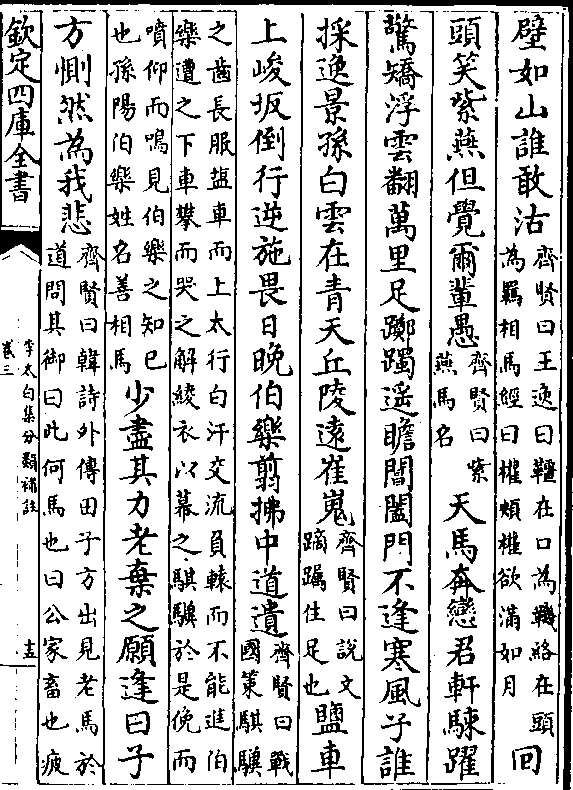 璧如山誰敢沽齊賢曰王逸曰韁在口為鞿絡在頭為羈相馬經曰權頰權欲滿如月回
頭笑紫燕但覺爾輩愚齊賢曰紫燕馬名天馬奔戀君軒駷躍
驚矯浮雲翻萬里足躑躅遥瞻閶闔門不逢寒風子誰
採逸景孫白雲在青天丘陵遠崔嵬齊賢曰説文蹢躅住足也鹽車
上峻坂倒行逆施畏日晚伯樂翦拂中道遺齊賢曰戰國策騏驥
之齒長服塩車而上太行白汗交流負轅而不能進伯
樂遭之下車攀而哭之解綾衣以幕之騏驥於是俛而
噴仰而鳴見伯樂之知己也孫陽伯樂姓名善相馬少盡其力老棄之願逢田子
方惻然為我悲齊賢曰韓詩外傳田子方出見老馬於道問其御曰此何馬也曰公家畜也疲
欽定四庫全書
李太白集分類補註
卷三
十五